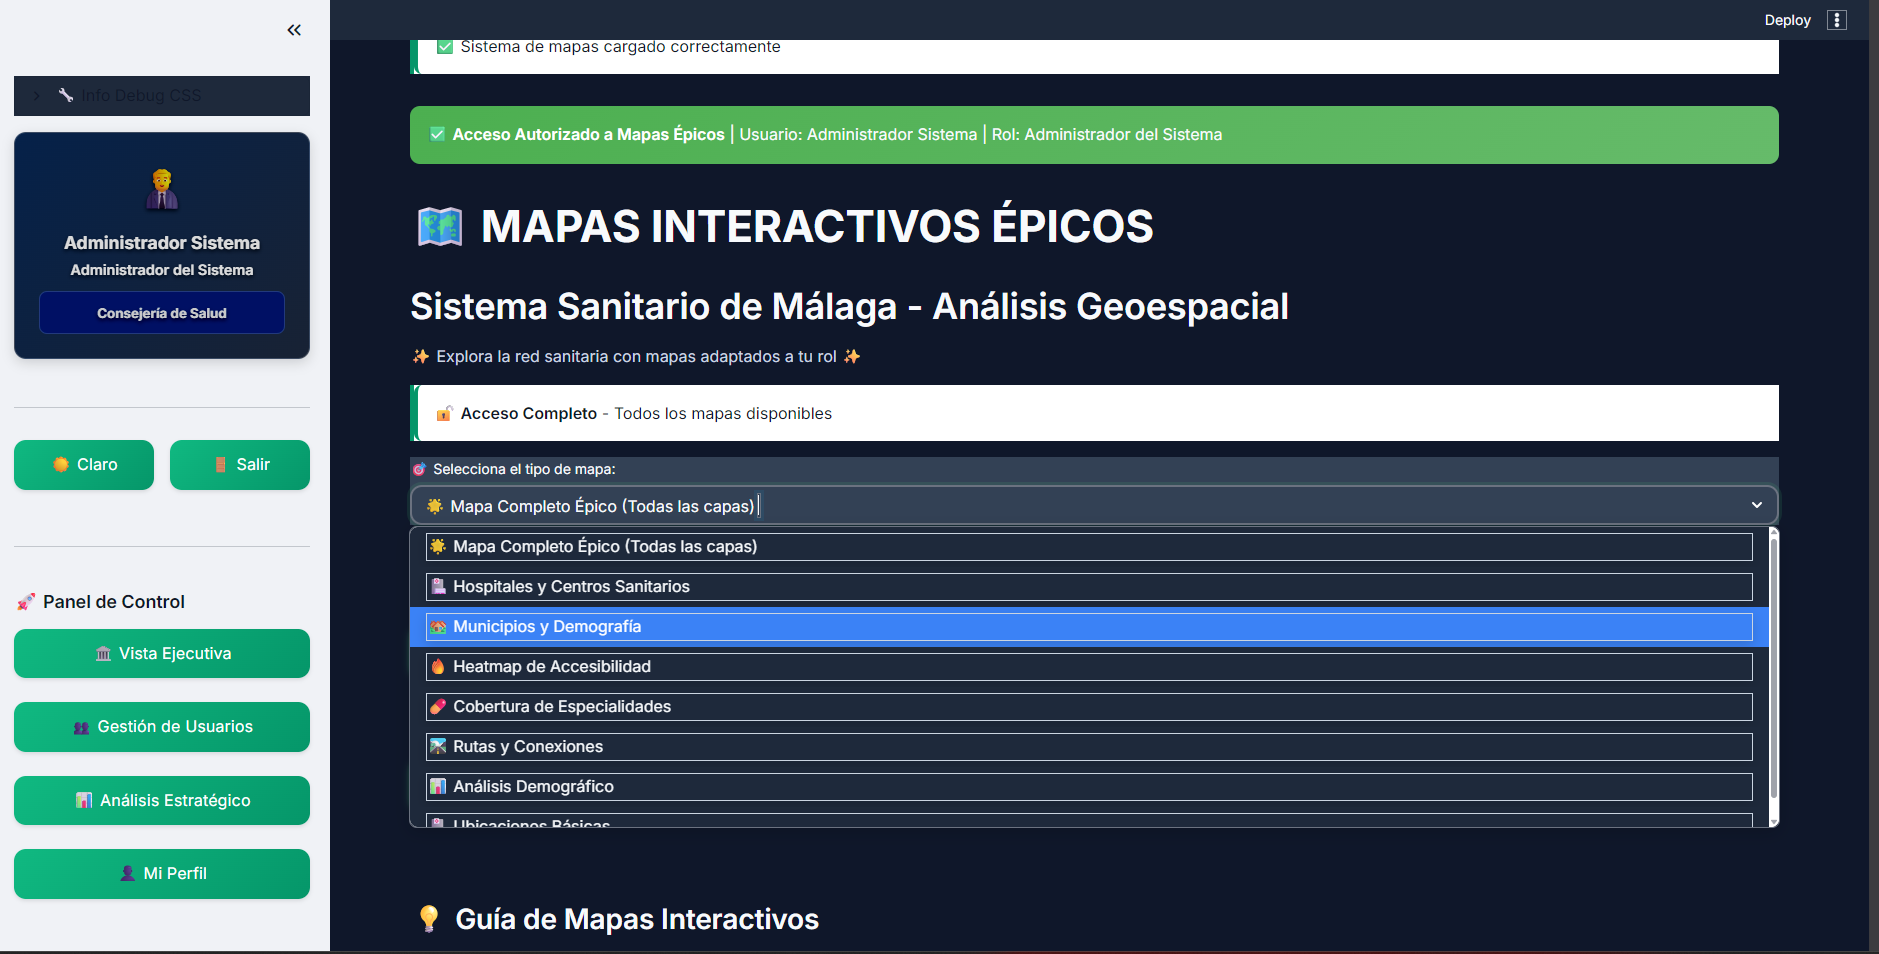 Deploy
Info Debug CSS
Administrador Sistema
Administrador del Sistema
Consejería de Salud
Claro
Salir
Panel de Control
Vista Ejecutiva
Gestión de Usuarios
Análisis Estratégico
Mi Perfil
Sistema de mapas cargado correctamente
Acceso Autorizado a Mapas Épicos | Usuario: Administrador Sistema | Rol: Administrador del Sistema
MAPAS INTERACTIVOS ÉPICOS
Sistema Sanitario de Málaga - Análisis Geoespacial
Explora la red sanitaria con mapas adaptados a tu rol
Acceso Completo - Todos los mapas disponibles
Selecciona el tipo de mapa:
Mapa Completo Épico (Todas las capas)
Mapa Completo Épico (Todas las capas)
Hospitales y Centros Sanitarios
Municipios y Demografía
Heatmap de Accesibilidad
Cobertura de Especialidades
Rutas y Conexiones
Análisis Demográfico
Ubicaciones Básicas
Guía de Mapas Interactivos